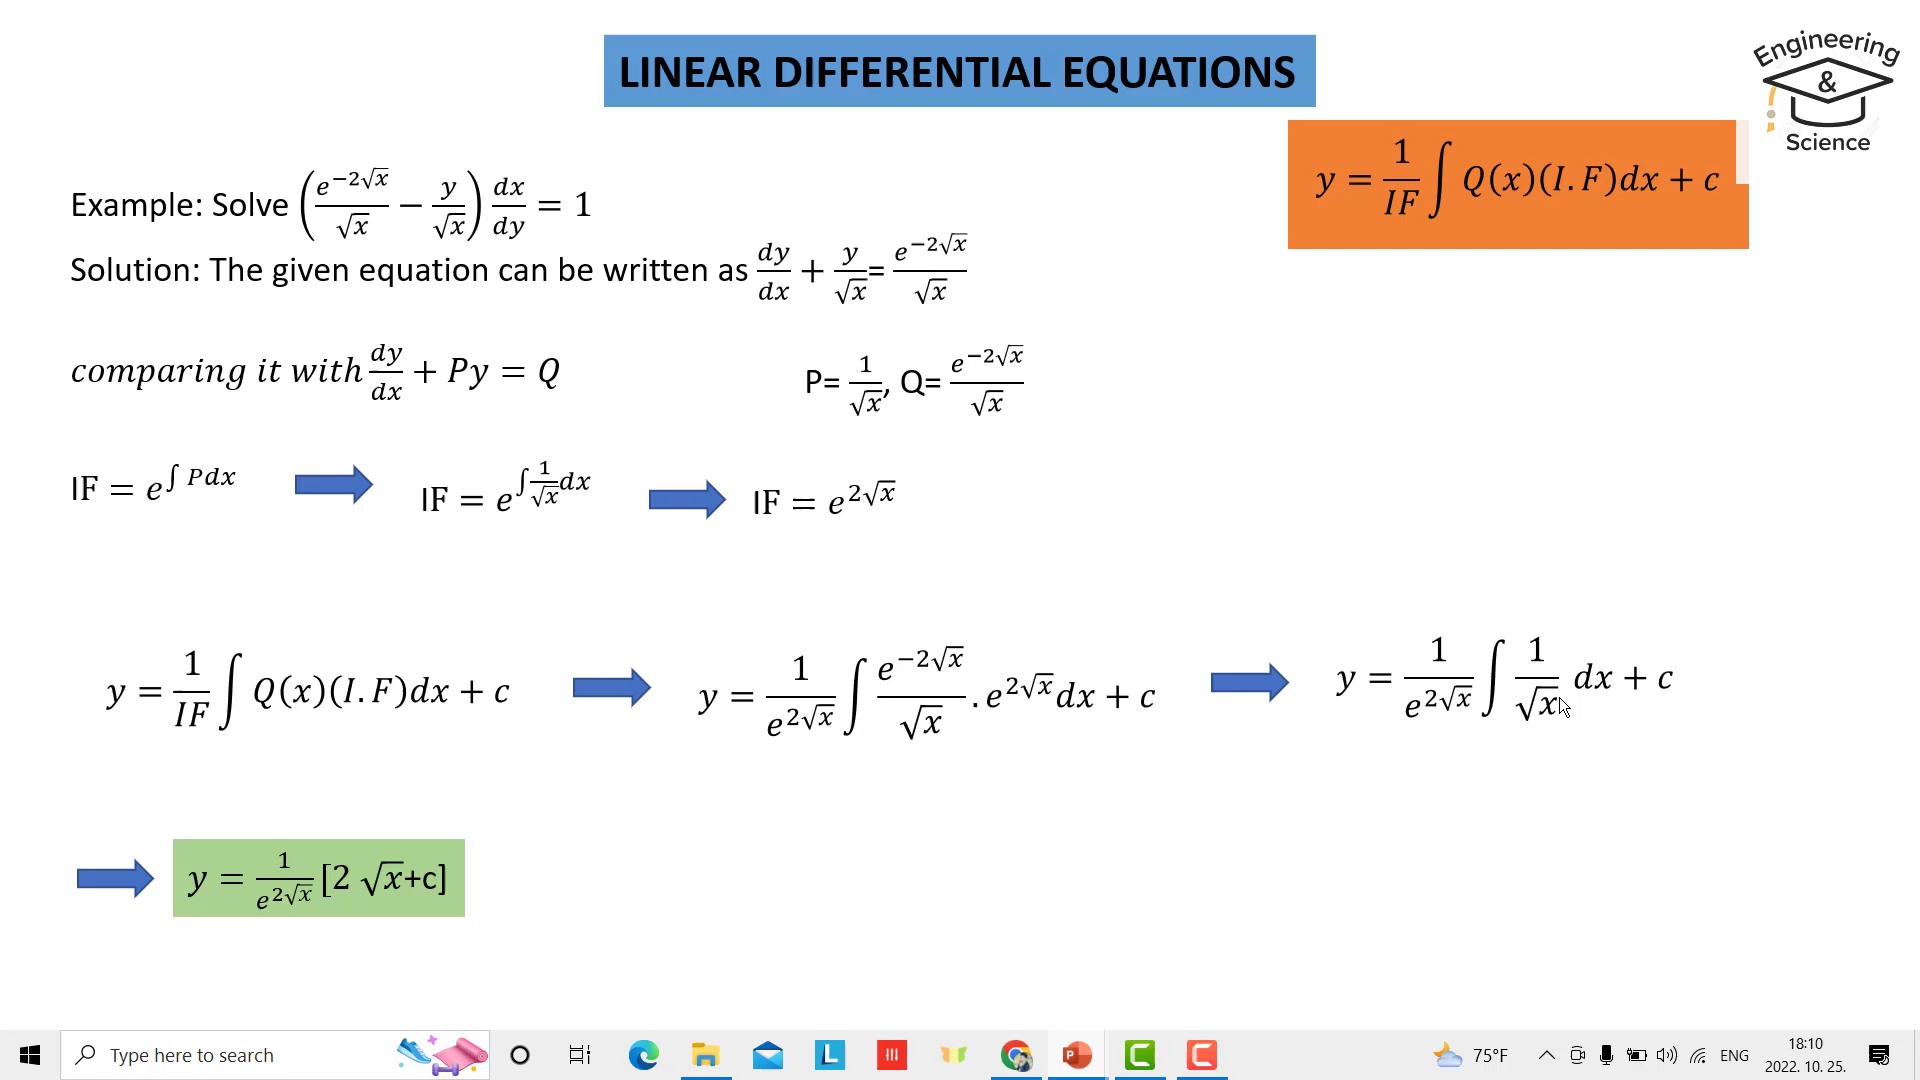 LINEAR DIFFERENTIAL EQUATIONS
Engineering
&
Science
y = 1/IF ∫ Q(x)(I.F)dx + c
Example: Solve (e^(−2√x)/√x − y/√x) dx/dy = 1
Solution: The given equation can be written as dy/dx + y/√x = e^(−2√x)/√x
comparing it with dy/dx + Py = Q
P= 1/√x, Q= e^(−2√x)/√x
IF = e^(∫ Pdx)
IF = e^(∫ 1/√x dx)
IF = e^(2√x)
y = 1/IF ∫ Q(x)(I.F)dx + c
y = 1/e^(2√x) ∫ e^(−2√x)/√x . e^(2√x) dx + c
y = 1/e^(2√x) ∫ 1/√x dx + c
y = 1/e^(2√x) [2 √x+c]
Type here to search
L
P
C
C
75°F
ENG
18:10
2022. 10. 25.